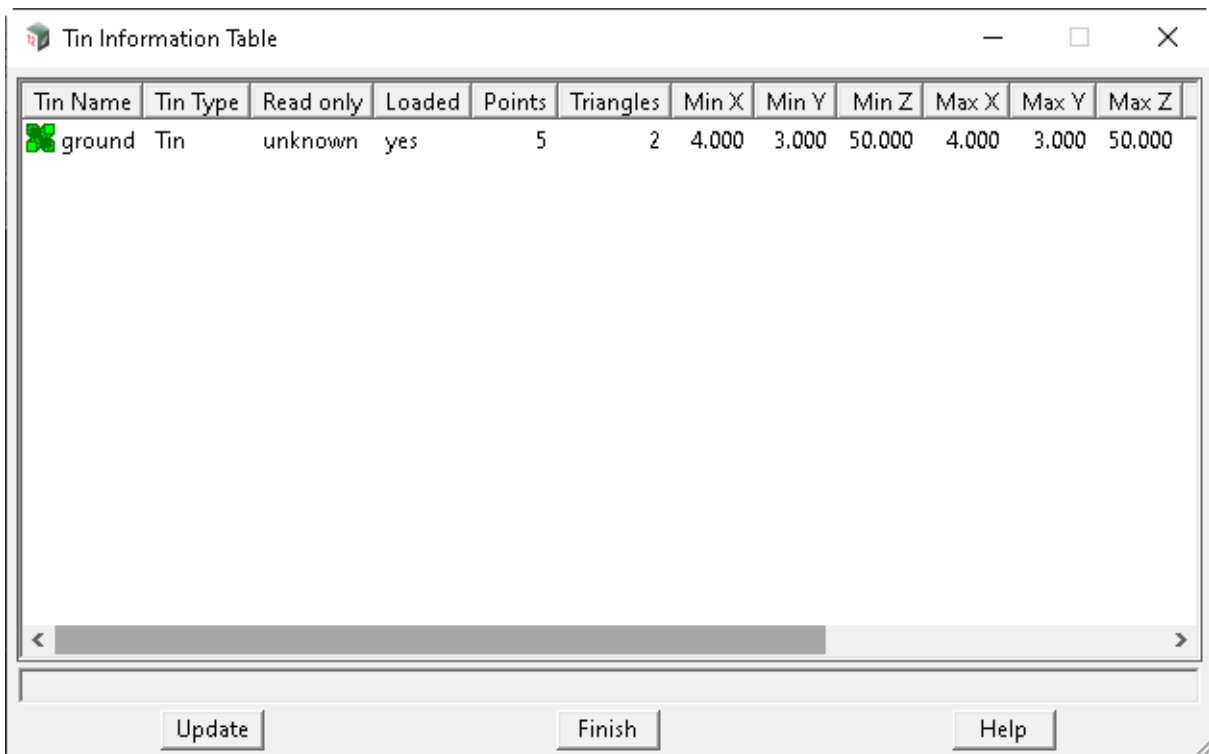 Tin Information Table
Tin Name Tin Type Read only Loaded Points Triangles Min X Min Y Min Z Max X Max Y Max Z
ground Tin unknown yes 5 2 4.000 3.000 50.000 4.000 3.000 50.000
Update Finish Help